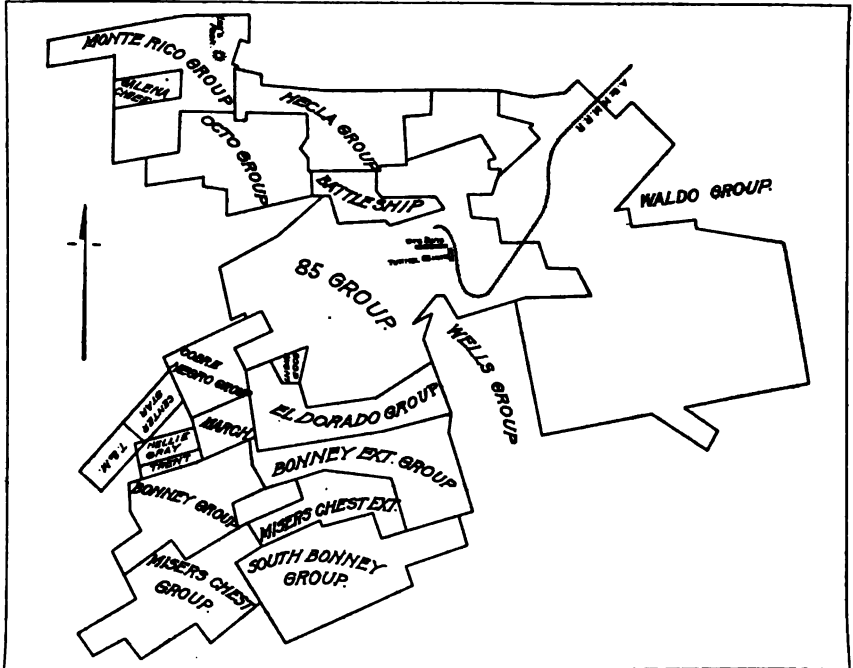 MONTE RICO GROUP
GALENA
CHIEF
HECLA GROUP
OCTO GROUP
BATTLESHIP
A. & N.M.R.R.
WALDO GROUP.
85 GROUP.
WELLS GROUP
COBRE
NEGRO GROUP
CENTER
STAR
T. & M.
MARCH
NELLIE
GRAY
TRENT
EL DORADO GROUP
BONNEY EXT. GROUP
BONNEY GROUP
MISERS CHEST EXT.
SOUTH BONNEY
GROUP.
MISERS CHEST
GROUP.